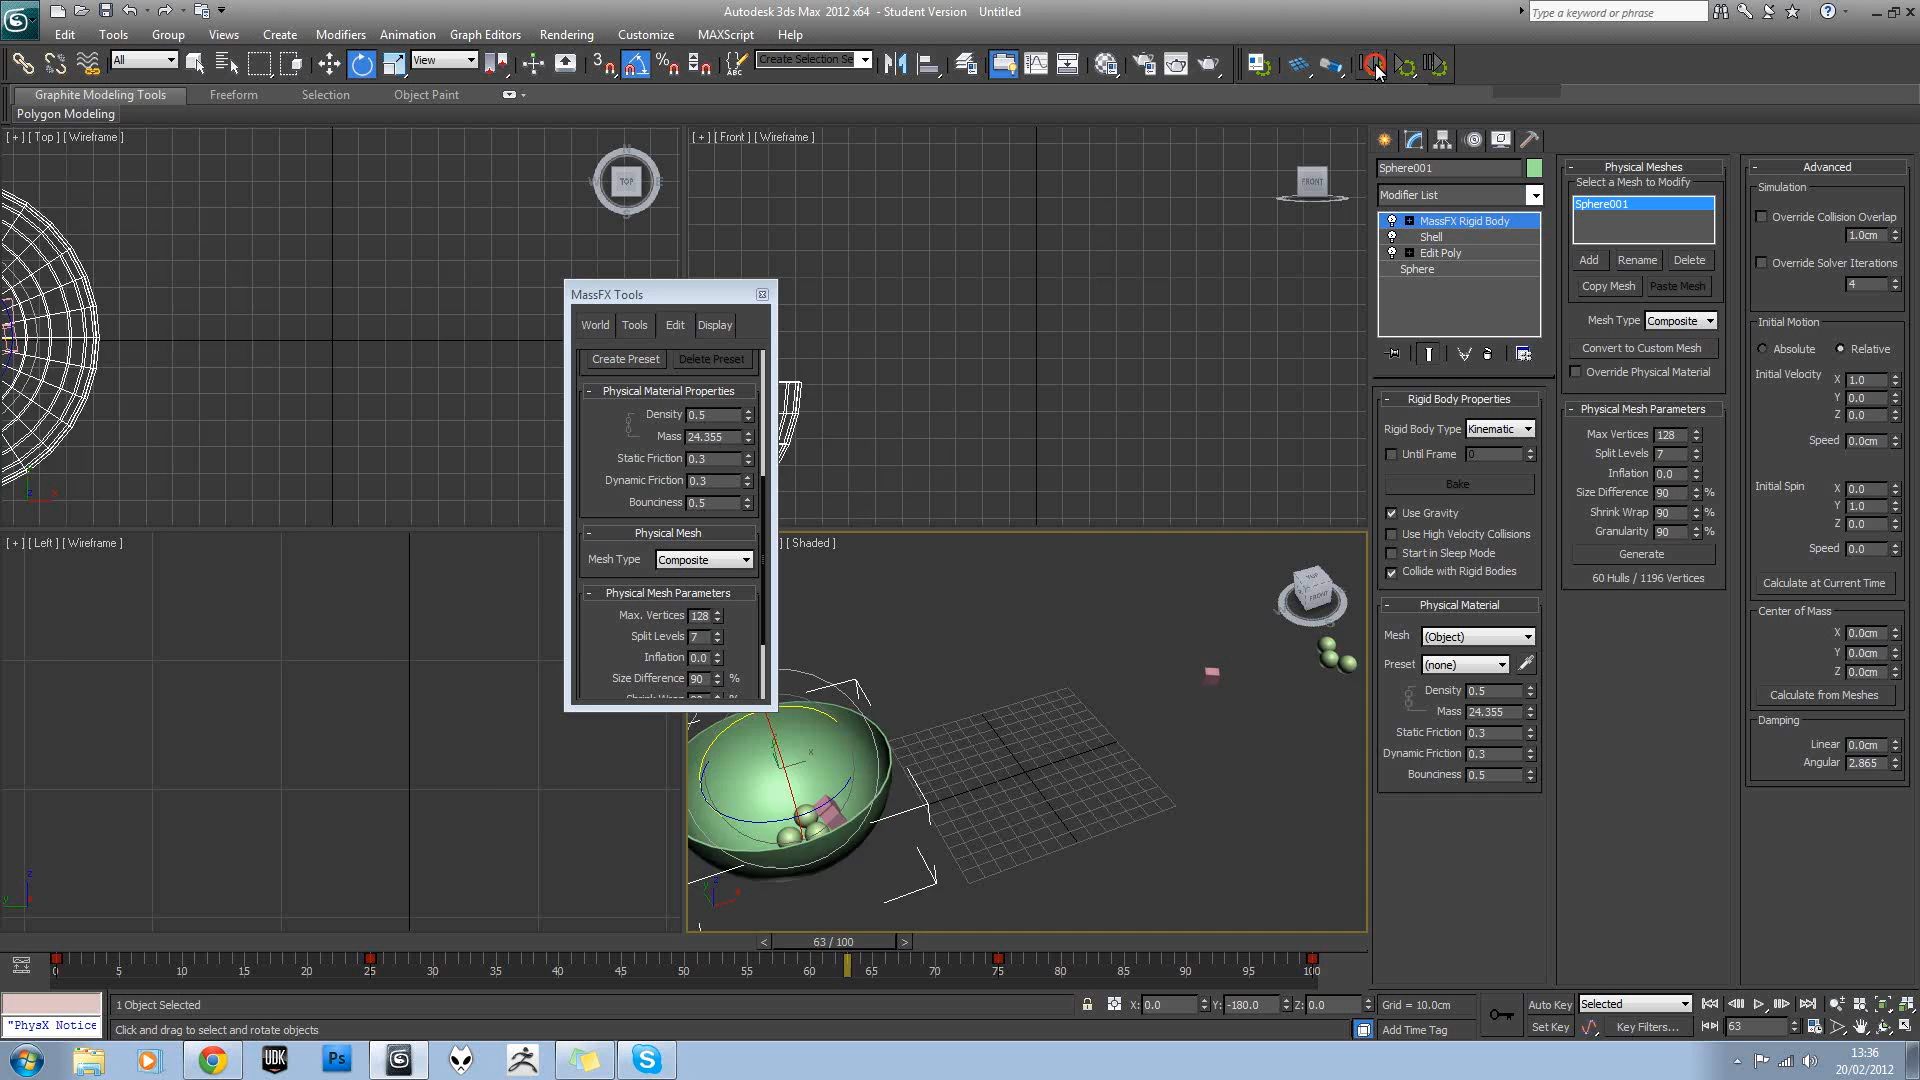 Autodesk 3ds Max 2012 x64 - Student Version Untitled
Type a keyword or phrase
Edit Tools Group Views Create Modifiers Animation Graph Editors Rendering Customize MAXScript Help
All View Create Selection Se
Graphite Modeling Tools Freeform Selection Object Paint
Polygon Modeling
[ + ] [ Top ] [ Wireframe ]
TOP
[ + ] [ Front ] [ Wireframe ]
FRONT
[ + ] [ Left ] [ Wireframe ]
] [ Shaded ]
TOP
FRONT
MassFX Tools
World Tools Edit Display
Create Preset Delete Preset
- Physical Material Properties
Density 0.5
Mass 24.355
Static Friction 0.3
Dynamic Friction 0.3
Bounciness 0.5
- Physical Mesh
Mesh Type Composite
- Physical Mesh Parameters
Max. Vertices 128
Split Levels 7
Inflation 0.0
Size Difference 90 %
Sphere001
Modifier List
MassFX Rigid Body
Shell
Edit Poly
Sphere
- Rigid Body Properties
Rigid Body Type Kinematic
Until Frame 0
Bake
Use Gravity
Use High Velocity Collisions
Start in Sleep Mode
Collide with Rigid Bodies
- Physical Material
Mesh (Object)
Preset (none)
Density 0.5
Mass 24.355
Static Friction 0.3
Dynamic Friction 0.3
Bounciness 0.5
- Physical Meshes
Select a Mesh to Modify
Sphere001
Add Rename Delete
Copy Mesh Paste Mesh
Mesh Type Composite
Convert to Custom Mesh
Override Physical Material
- Physical Mesh Parameters
Max Vertices 128
Split Levels 7
Inflation 0.0
Size Difference 90 %
Shrink Wrap 90 %
Granularity 90 %
Generate
60 Hulls / 1196 Vertices
- Advanced
Simulation
Override Collision Overlap
1.0cm
Override Solver Iterations
4
Initial Motion
Absolute Relative
Initial Velocity X 1.0
Y 0.0
Z 0.0
Speed 0.0cm
Initial Spin X 0.0
Y 1.0
Z 0.0
Speed 0.0
Calculate at Current Time
Center of Mass
X 0.0cm
Y 0.0cm
Z 0.0cm
Calculate from Meshes
Damping
Linear 0.0cm
Angular 2.865
< 63 / 100 >
0 5 10 15 20 25 30 35 40 45 50 55 60 65 70 75 80 85 90 95 100
1 Object Selected
X: 0.0 Y: -180.0 Z: 0.0 Grid = 10.0cm
Auto Key Selected
"PhysX Notice
Click and drag to select and rotate objects
Add Time Tag
Set Key Key Filters... 63
UDK Ps
13:36
20/02/2012